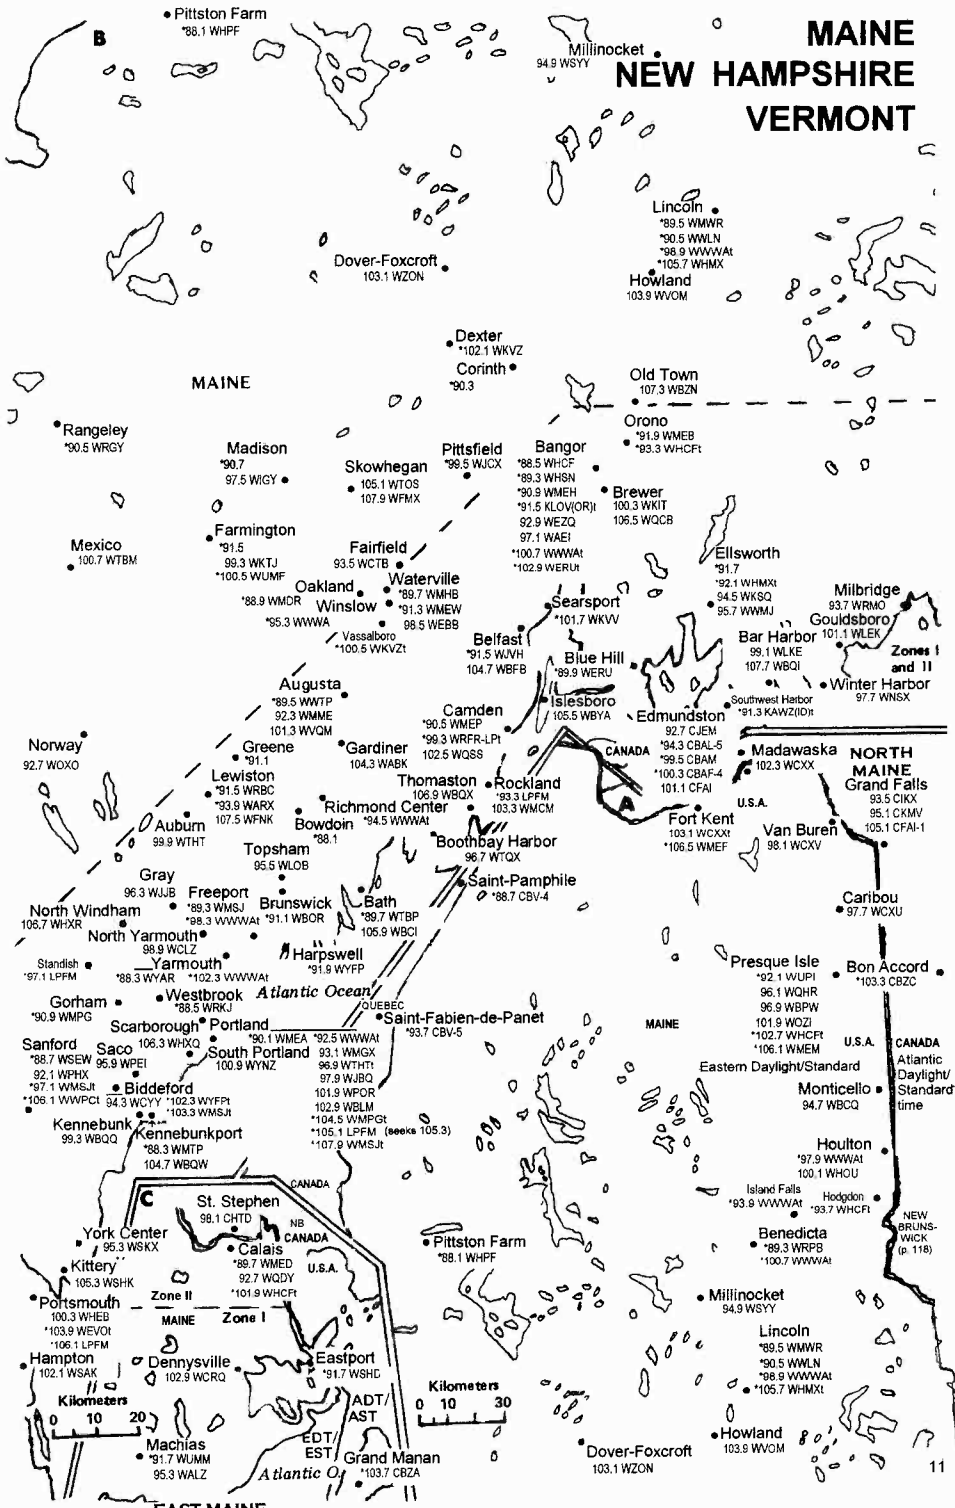 B
Pittston Farm
*88.1 WHPF
Millinocket
94.9 WSYY
MAINE
NEW HAMPSHIRE
VERMONT
Lincoln
*89.5 WMWR
*90.5 WWLN
*98.9 WWWAt
*105.7 WHMX
Dover-Foxcroft
103.1 WZON
Howland
103.9 WVOM
Dexter
*102.1 WKVZ
Corinth
*90.3
MAINE
Old Town
107.3 WBZN
Rangeley
*90.5 WRGY
Orono
*91.9 WMEB
*93.3 WHCFt
Madison
*90.7
97.5 WIGY
Skowhegan
105.1 WTOS
107.9 WFMX
Pittsfield
*99.5 WJCX
Bangor
*88.5 WHCF
*89.3 WHSN
*90.9 WMEH
*91.5 KLOV(OR)t
92.9 WEZQ
97.1 WAEI
*100.7 WWWAt
*102.9 WERUt
Brewer
100.3 WKIT
106.5 WQCB
Mexico
100.7 WTBM
Farmington
*91.5
99.3 WKTJ
*100.5 WUMF
Fairfield
93.5 WCTB
Oakland
*88.9 WMDR
Waterville
*89.7 WMHB
*91.3 WMEW
98.5 WEBB
Winslow
*95.3 WWWA
Vassalboro
*100.5 WKVZt
Ellsworth
*91.7
*92.1 WHMXt
94.5 WKSQ
95.7 WWMJ
Searsport
*101.7 WKVV
Milbridge
93.7 WRMO
Gouldsboro
101.1 WLEK
Belfast
*91.5 WJVH
104.7 WBFB
Bar Harbor
99.1 WLKE
107.7 WBQI
Zones I
and II
Blue Hill
*89.9 WERU
Augusta
*89.5 WWTP
92.3 WMME
101.3 WVQM
Winter Harbor
97.7 WNSX
Islesboro
105.5 WBYA
Southwest Harbor
*91.3 KAWZ(ID)t
Camden
*90.5 WMEP
*99.3 WRFR-LPt
102.5 WQSS
Edmundston
92.7 CJEM
*94.3 CBAL-5
*99.5 CBAM
*100.3 CBAF-4
101.1 CFAI
Norway
92.7 WOXO
Greene
*91.1
Gardiner
104.3 WABK
CANADA
Madawaska
102.3 WCXX
NORTH
MAINE
Lewiston
*91.5 WRBC
*93.9 WARX
107.5 WFNK
Thomaston
106.9 WBQX
Rockland
*93.3 LPFM
103.3 WMCM
Grand Falls
93.5 CIKX
95.1 CKMV
105.1 CFAI-1
A
U.S.A.
Richmond Center
*94.5 WWWAt
Bowdoin
*88.1
Auburn
99.9 WTHT
Fort Kent
103.1 WCXXt
*106.5 WMEF
Van Buren
98.1 WCXV
Boothbay Harbor
96.7 WTQX
Topsham
95.5 WLOB
Gray
96.3 WJJB
Saint-Pamphile
*88.7 CBV-4
Freeport
*89.3 WMSJ
*98.3 WWWAt
Brunswick
*91.1 WBOR
Bath
*89.7 WTBP
105.9 WBCI
Caribou
97.7 WCXU
North Windham
106.7 WHXR
North Yarmouth
98.9 WCLZ
Harpswell
*91.9 WYFP
Standish
*97.1 LPFM
Yarmouth
*88.3 WYAR
*102.3 WWWAt
Presque Isle
*92.1 WUPI
96.1 WQHR
96.9 WBPW
101.9 WOZI
*102.7 WHCFt
*106.1 WMEM
Bon Accord
*103.3 CBZC
Gorham
*90.9 WMPG
Westbrook
*88.5 WRKJ
Atlantic Ocean
QUEBEC
Saint-Fabien-de-Panet
*93.7 CBV-5
Scarborough
106.3 WHXQ
Portland
*90.1 WMEA
*92.5 WWWAt
93.1 MGX
96.9 WTHTt
97.9 WJBQ
101.9 WPOR
102.9 WBLM
*104.5 WMPGt
*105.1 LPFM (seeks 105.3)
*107.9 WMSJt
MAINE
U.S.A.
CANADA
Atlantic
Daylight/
Standard
time
Sanford
*88.7 WSEW
92.1 WPHX
*97.1 WMSJt
*106.1 WWPCt
Saco
95.9 WPEI
South Portland
100.9 WYNZ
Eastern Daylight/Standard
Biddeford
94.3 WCYY
*102.3 WYFPt
*103.3 WMSJt
Monticello
94.7 WBCQ
Kennebunk
99.3 WBQQ
Kennebunkport
*88.3 WMTP
104.7 WBQW
Houlton
*97.9 WWWAt
100.1 WHOU
C
CANADA
Island Falls
*93.9 WWWAt
Hodgdon
*93.7 WHCFt
St. Stephen
98.1 CHTD
NB
CANADA
NEW
BRUNS-
WICK
(p. 118)
York Center
95.3 WSKX
Calais
*89.7 WMED
92.7 WQDY
*101.9 WHCFt
U.S.A.
Pittston Farm
*88.1 WHPF
Benedicta
*89.3 WRPB
*100.7 WWWAt
Kittery
105.3 WSHK
Zone II
MAINE
Zone I
Portsmouth
100.3 WHEB
*103.9 WEVOt
*106.1 LPFM
Millinocket
94.9 WSYY
Lincoln
*89.5 WMWR
*90.5 WWLN
*98.9 WWWAt
*105.7 WHMXt
Hampton
102.1 WSAK
Dennysville
102.9 WCRQ
Eastport
*91.7 WSHD
Kilometers
0 10 20
Kilometers
0 10 30
ADT/
AST
EDT/
EST
Machias
*91.7 WUMM
95.3 WALZ
Grand Manan
*103.7 CBZA
Atlantic O.
Dover-Foxcroft
103.1 WZON
Howland
103.9 WVOM
11
EAST MAINE